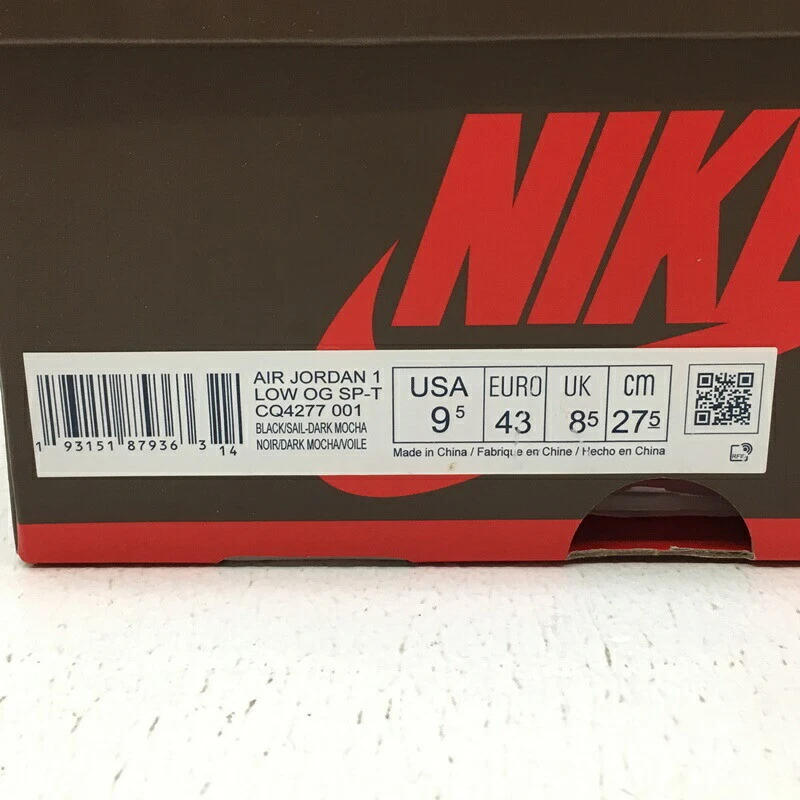 NIKE
AIR JORDAN 1
LOW OG SP-T
CQ4277 001
BLACK/SAIL-DARK MOCHA
NOIR/DARK MOCHA/VOILE
1 93151 87936 3 14
USA
9 5
EURO
43
UK
8 5
CM
27 5
Made in China / Fabrique en Chine / Hecho en China
RFID